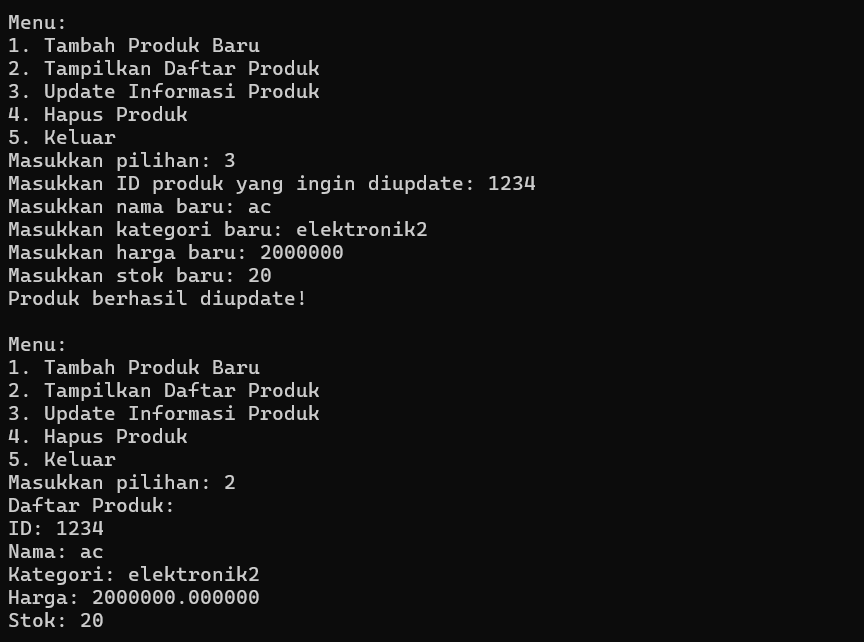 Menu:
1. Tambah Produk Baru
2. Tampilkan Daftar Produk
3. Update Informasi Produk
4. Hapus Produk
5. Keluar
Masukkan pilihan: 3
Masukkan ID produk yang ingin diupdate: 1234
Masukkan nama baru: ac
Masukkan kategori baru: elektronik2
Masukkan harga baru: 2000000
Masukkan stok baru: 20
Produk berhasil diupdate!

Menu:
1. Tambah Produk Baru
2. Tampilkan Daftar Produk
3. Update Informasi Produk
4. Hapus Produk
5. Keluar
Masukkan pilihan: 2
Daftar Produk:
ID: 1234
Nama: ac
Kategori: elektronik2
Harga: 2000000.000000
Stok: 20